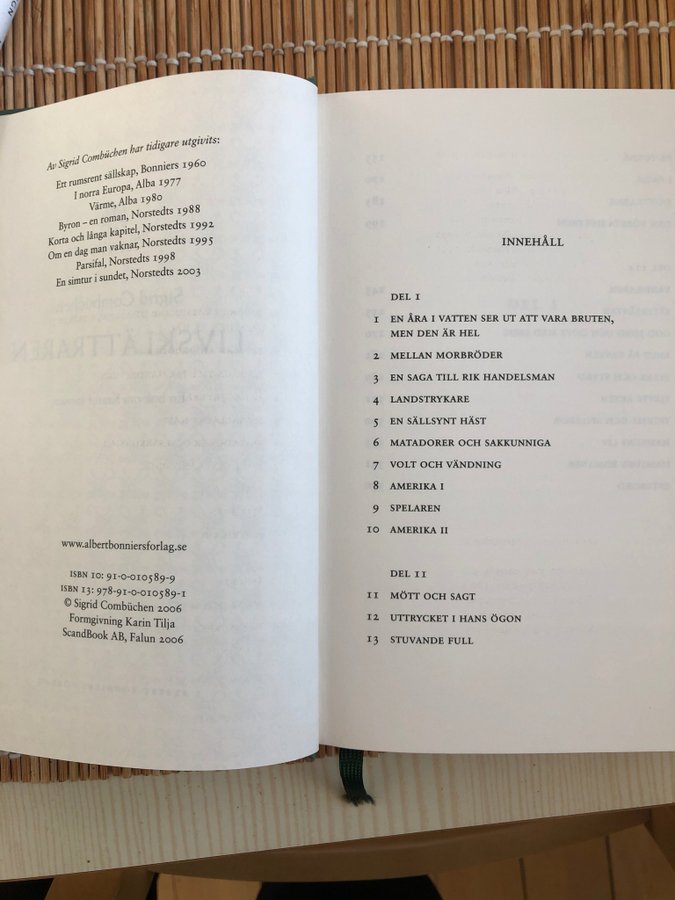 Av Sigrid Combüchen har tidigare utgivits:
Ett rumsrent sällskap, Bonniers 1960
I norra Europa, Alba 1977
Värme, Alba 1980
Byron – en roman, Norstedts 1988
Korta och långa kapitel, Norstedts 1992
Om en dag man vaknar, Norstedts 1995
Parsifal, Norstedts 1998
En simtur i sundet, Norstedts 2003
www.albertbonniersforlag.se
ISBN 10: 91-0-010589-9
ISBN 13: 978-91-0-010589-1
© Sigrid Combüchen 2006
Formgivning Karin Tilja
ScandBook AB, Falun 2006
INNEHÅLL
DEL I
1 EN ÅRA I VATTEN SER UT ATT VARA BRUTEN,
MEN DEN ÄR HEL
2 MELLAN MORBRÖDER
3 EN SAGA TILL RIK HANDELSMAN
4 LANDSTRYKARE
5 EN SÄLLSYNT HÄST
6 MATADORER OCH SAKKUNNIGA
7 VOLT OCH VÄNDNING
8 AMERIKA I
9 SPELAREN
10 AMERIKA II
DEL II
11 MÖTT OCH SAGT
12 UTTRYCKET I HANS ÖGON
13 STUVANDE FULL